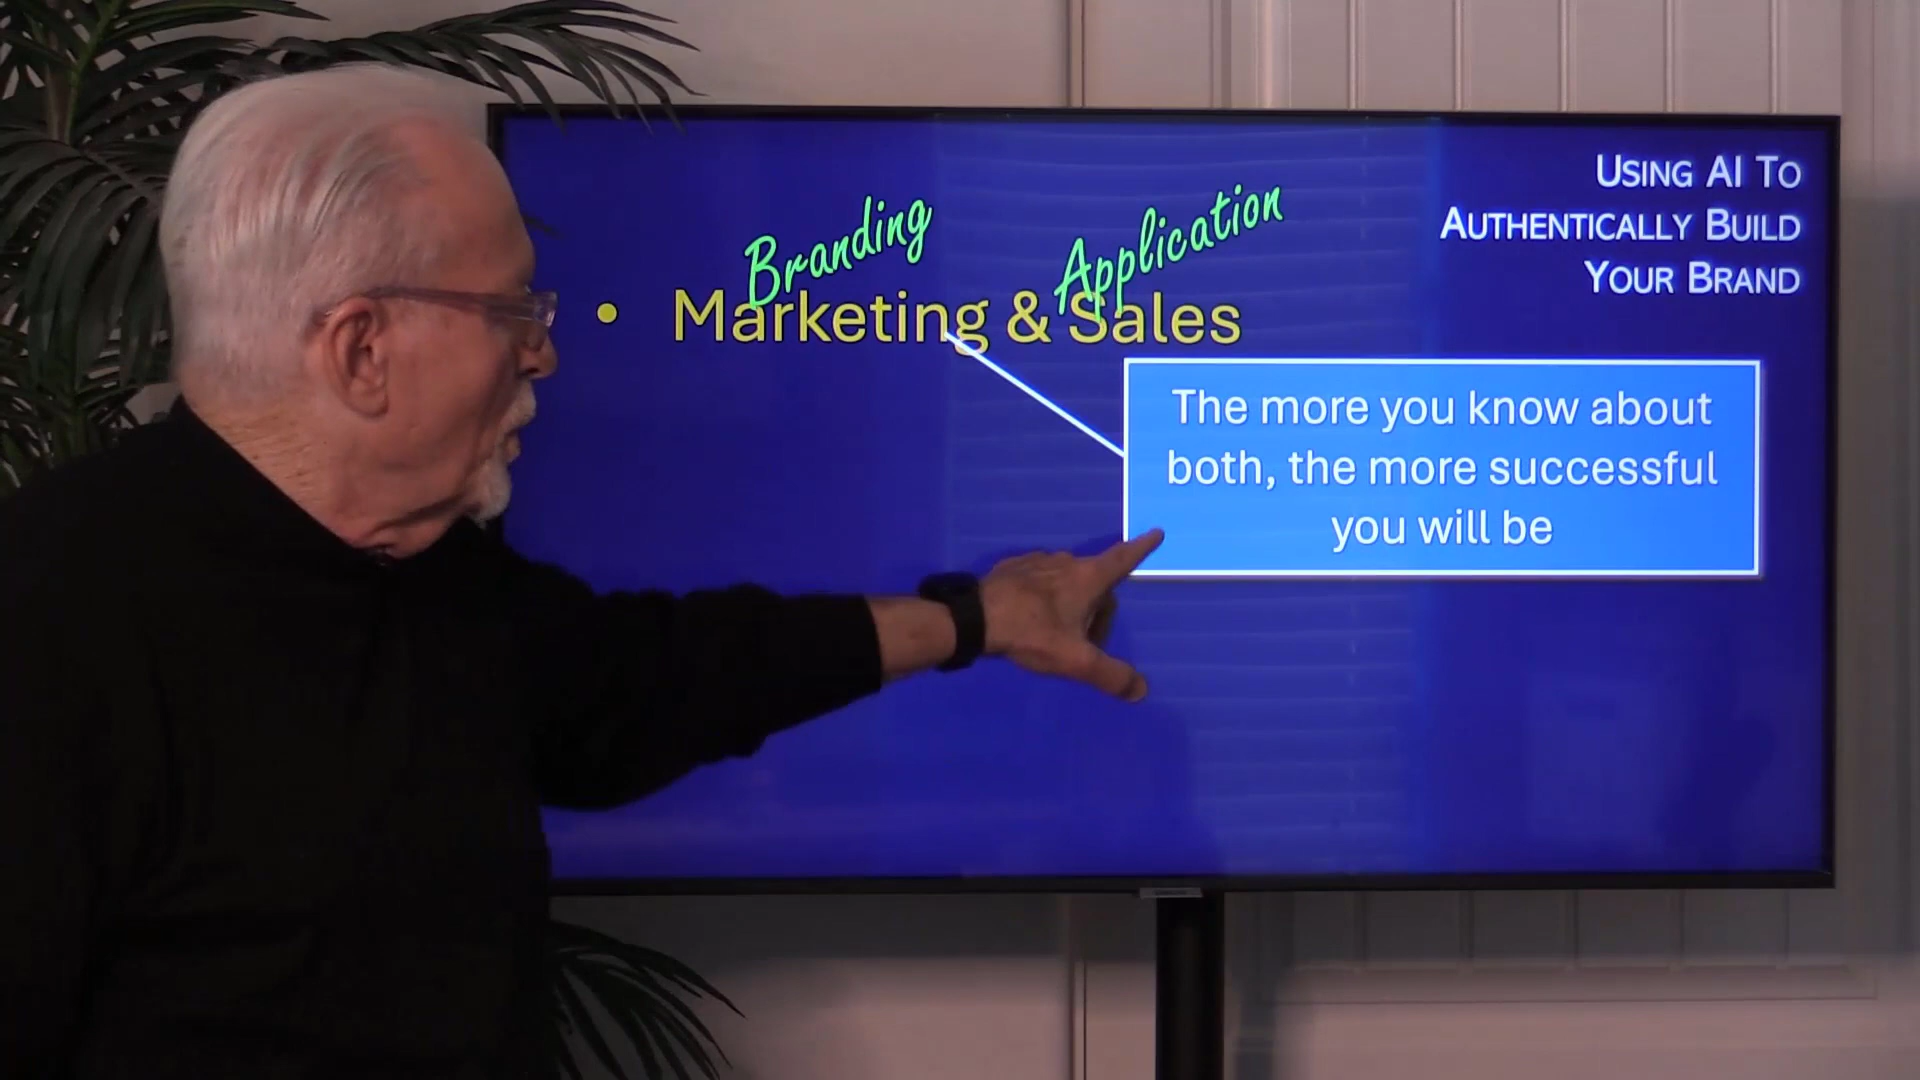 USING AI TO
AUTHENTICALLY BUILD
YOUR BRAND
Branding Application
• Marketing & Sales
The more you know about
both, the more successful
you will be